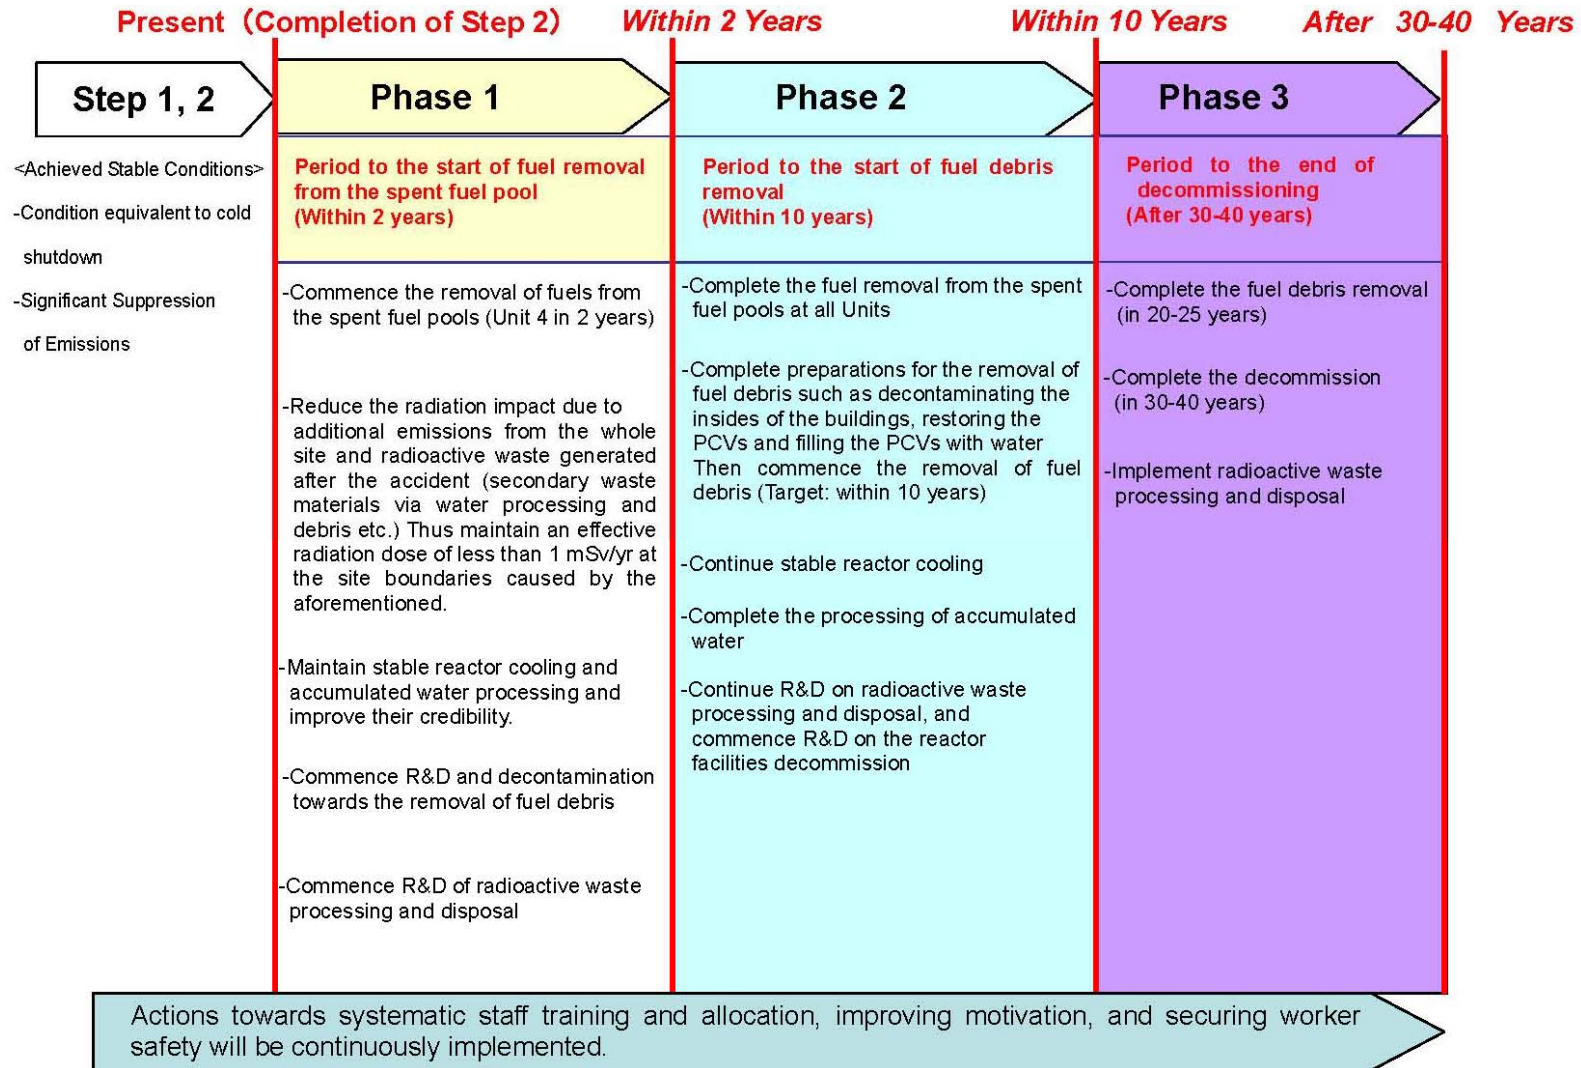 Present (Completion of Step 2)
Within 2 Years
Within 10 Years
After 30-40 Years
Step 1, 2
Phase 1
Phase 2
Phase 3
<Achieved Stable Conditions>
-Condition equivalent to cold
shutdown
-Significant Suppression
of Emissions
Period to the start of fuel removal
from the spent fuel pool
(Within 2 years)
-Commence the removal of fuels from
the spent fuel pools (Unit 4 in 2 years)
-Reduce the radiation impact due to
additional emissions from the whole
site and radioactive waste generated
after the accident (secondary waste
materials via water processing and
debris etc.) Thus maintain an effective
radiation dose of less than 1 mSv/yr at
the site boundaries caused by the
aforementioned.
-Maintain stable reactor cooling and
accumulated water processing and
improve their credibility.
-Commence R&D and decontamination
towards the removal of fuel debris
-Commence R&D of radioactive waste
processing and disposal
Period to the start of fuel debris
removal
(Within 10 years)
-Complete the fuel removal from the spent
fuel pools at all Units
-Complete preparations for the removal of
fuel debris such as decontaminating the
insides of the buildings, restoring the
PCVs and filling the PCVs with water
Then commence the removal of fuel
debris (Target: within 10 years)
-Continue stable reactor cooling
-Complete the processing of accumulated
water
-Continue R&D on radioactive waste
processing and disposal, and
commence R&D on the reactor
facilities decommission
Period to the end of
decommissioning
(After 30-40 years)
-Complete the fuel debris removal
(in 20-25 years)
-Complete the decommission
(in 30-40 years)
-Implement radioactive waste
processing and disposal
Actions towards systematic staff training and allocation, improving motivation, and securing worker
safety will be continuously implemented.